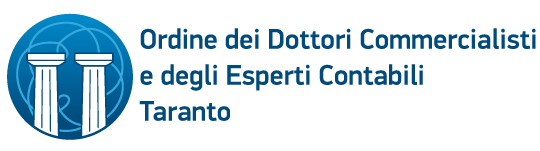 Ordine dei Dottori Commercialisti
e degli Esperti Contabili
Taranto